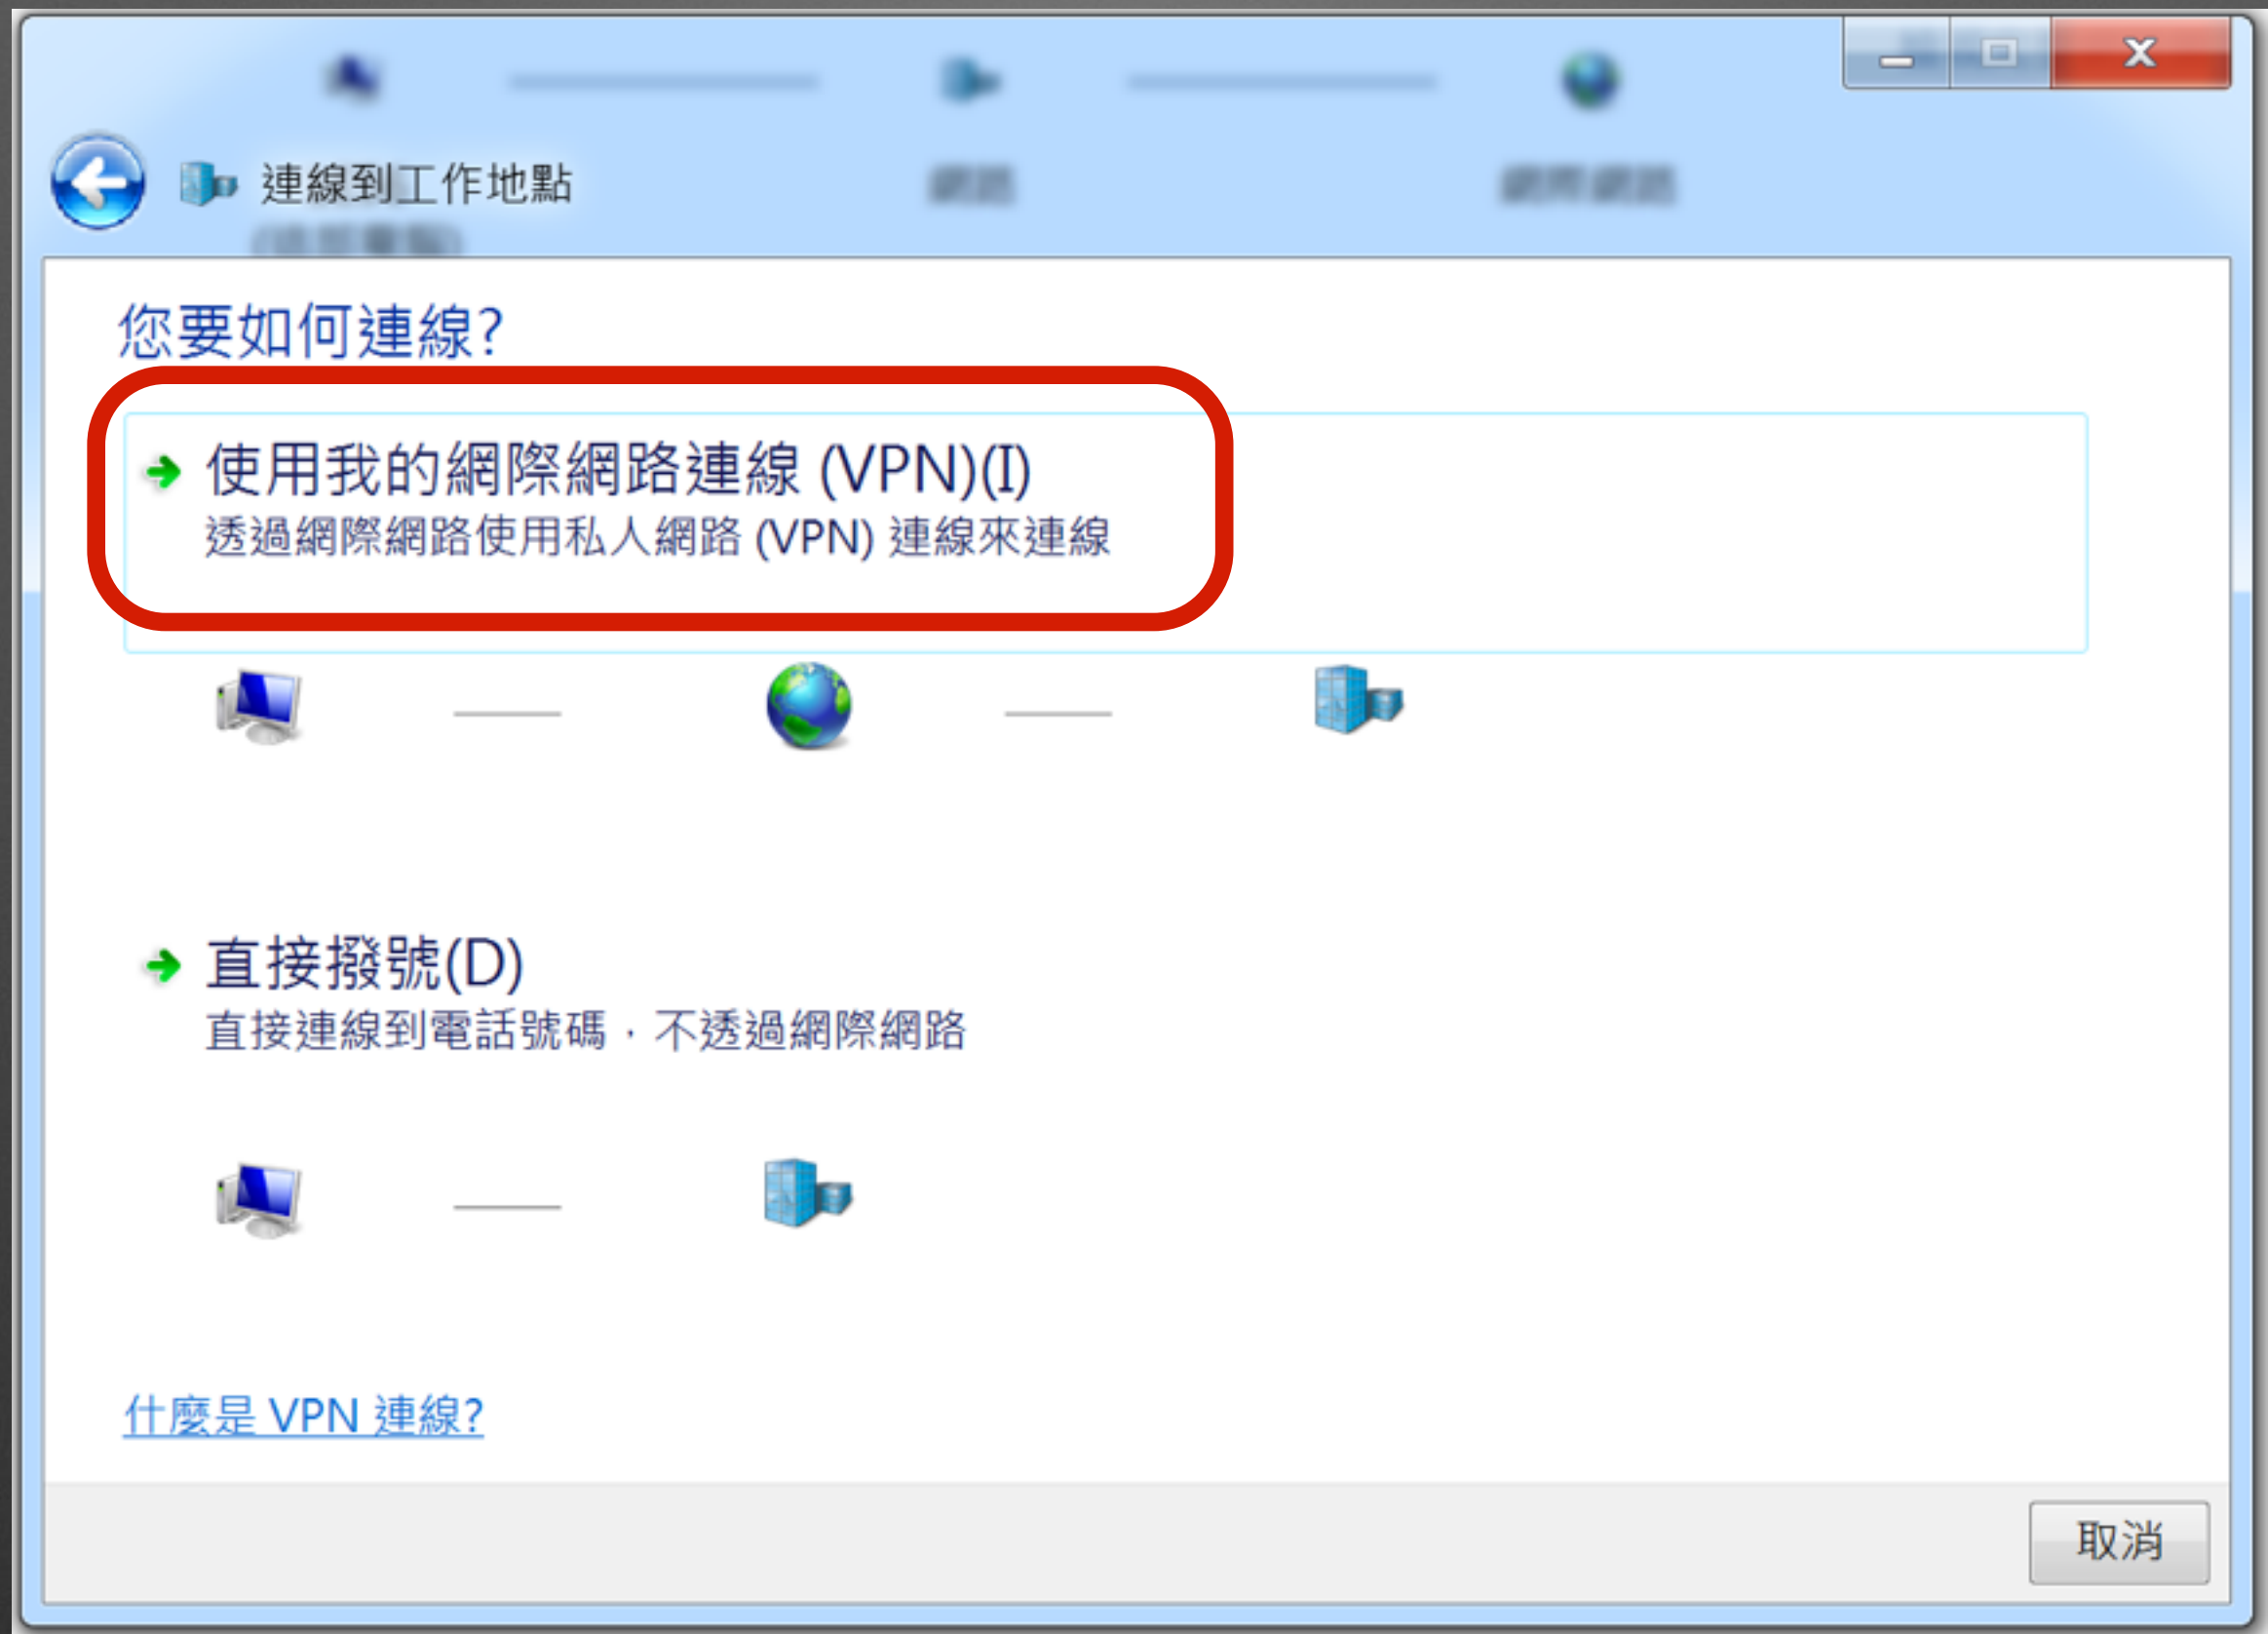 連線到工作地點
您要如何連線?
使用我的網際網路連線 (VPN)(I)
透過網際網路使用私人網路 (VPN) 連線來連線
直接撥號(D)
直接連線到電話號碼，不透過網際網路
什麼是 VPN 連線?
取消